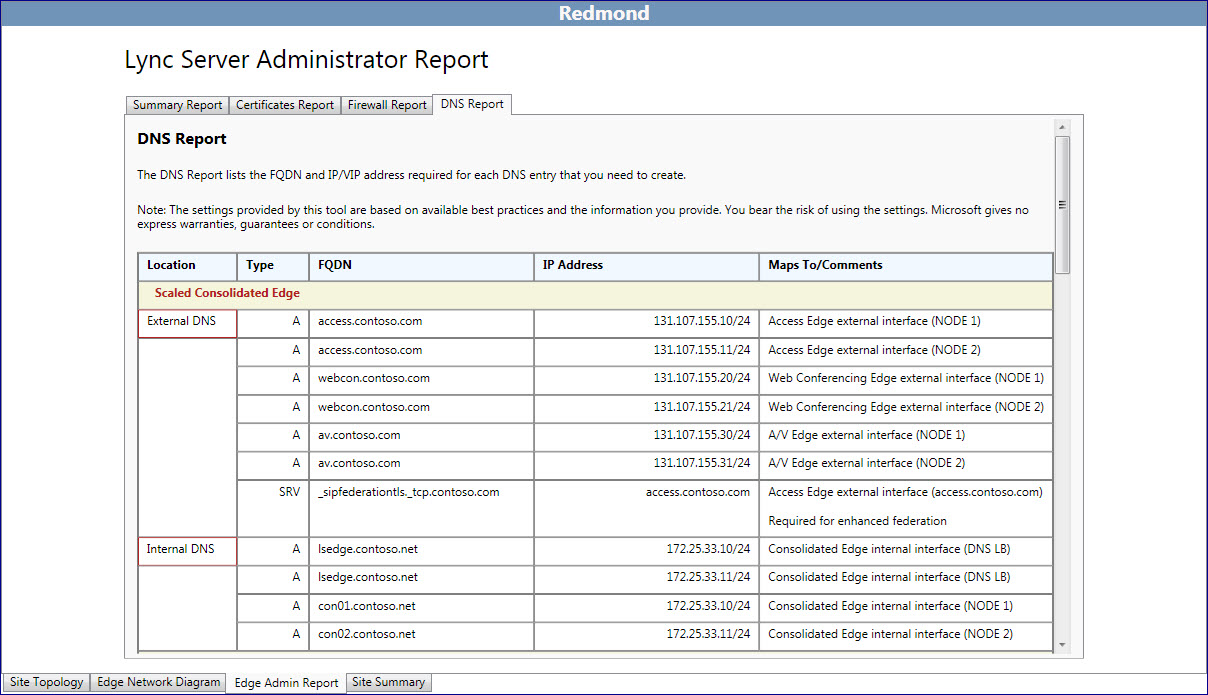 Redmond
Lync Server Administrator Report
Summary Report Certificates Report Firewall Report DNS Report
DNS Report
The DNS Report lists the FQDN and IP/VIP address required for each DNS entry that you need to create.
Note: The settings provided by this tool are based on available best practices and the information you provide. You bear the risk of using the settings. Microsoft gives no
express warranties, guarantees or conditions.
Location Type FQDN IP Address Maps To/Comments
Scaled Consolidated Edge
External DNS A access.contoso.com 131.107.155.10/24 Access Edge external interface (NODE 1)
A access.contoso.com 131.107.155.11/24 Access Edge external interface (NODE 2)
A webcon.contoso.com 131.107.155.20/24 Web Conferencing Edge external interface (NODE 1)
A webcon.contoso.com 131.107.155.21/24 Web Conferencing Edge external interface (NODE 2)
A av.contoso.com 131.107.155.30/24 A/V Edge external interface (NODE 1)
A av.contoso.com 131.107.155.31/24 A/V Edge external interface (NODE 2)
SRV _sipfederationtls._tcp.contoso.com access.contoso.com Access Edge external interface (access.contoso.com)
Required for enhanced federation
Internal DNS A lsedge.contoso.net 172.25.33.10/24 Consolidated Edge internal interface (DNS LB)
A lsedge.contoso.net 172.25.33.11/24 Consolidated Edge internal interface (DNS LB)
A con01.contoso.net 172.25.33.10/24 Consolidated Edge internal interface (NODE 1)
A con02.contoso.net 172.25.33.11/24 Consolidated Edge internal interface (NODE 2)
Site Topology Edge Network Diagram Edge Admin Report Site Summary